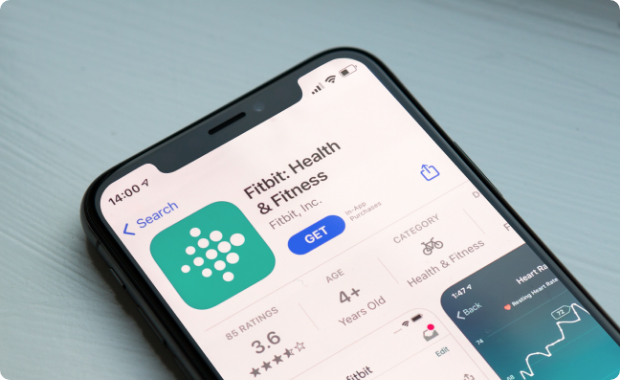 14:00
Search
Fitbit: Health
& Fitness
Fitbit, Inc.
GET
In-App
Purchases
85 RATINGS
3.6
AGE
4+
Years Old
CATEGORY
Health & Fitness
D
F
Edit
1:47
Back
Heart Ra
Resting Heart Rate
72